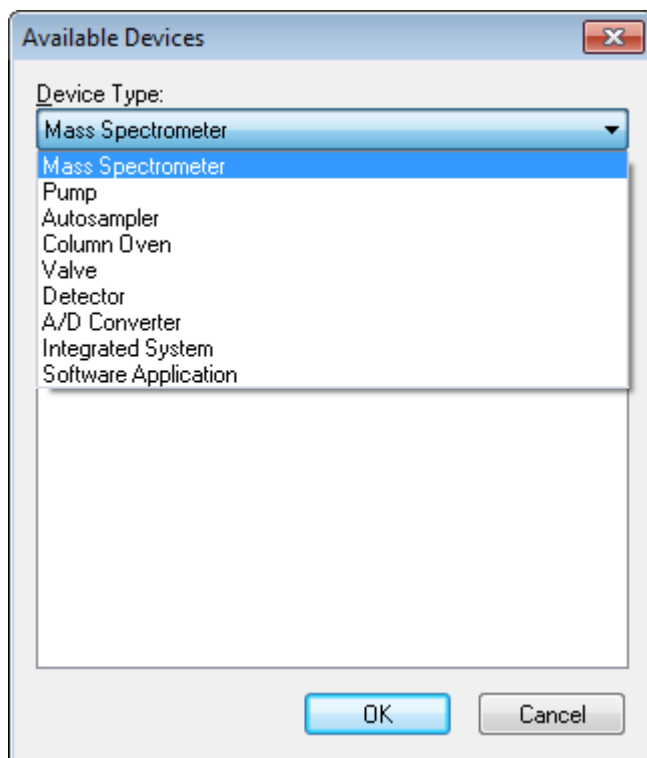 Available Devices
Device Type:
Mass Spectrometer
Mass Spectrometer
Pump
Autosampler
Column Oven
Valve
Detector
A/D Converter
Integrated System
Software Application
OK
Cancel